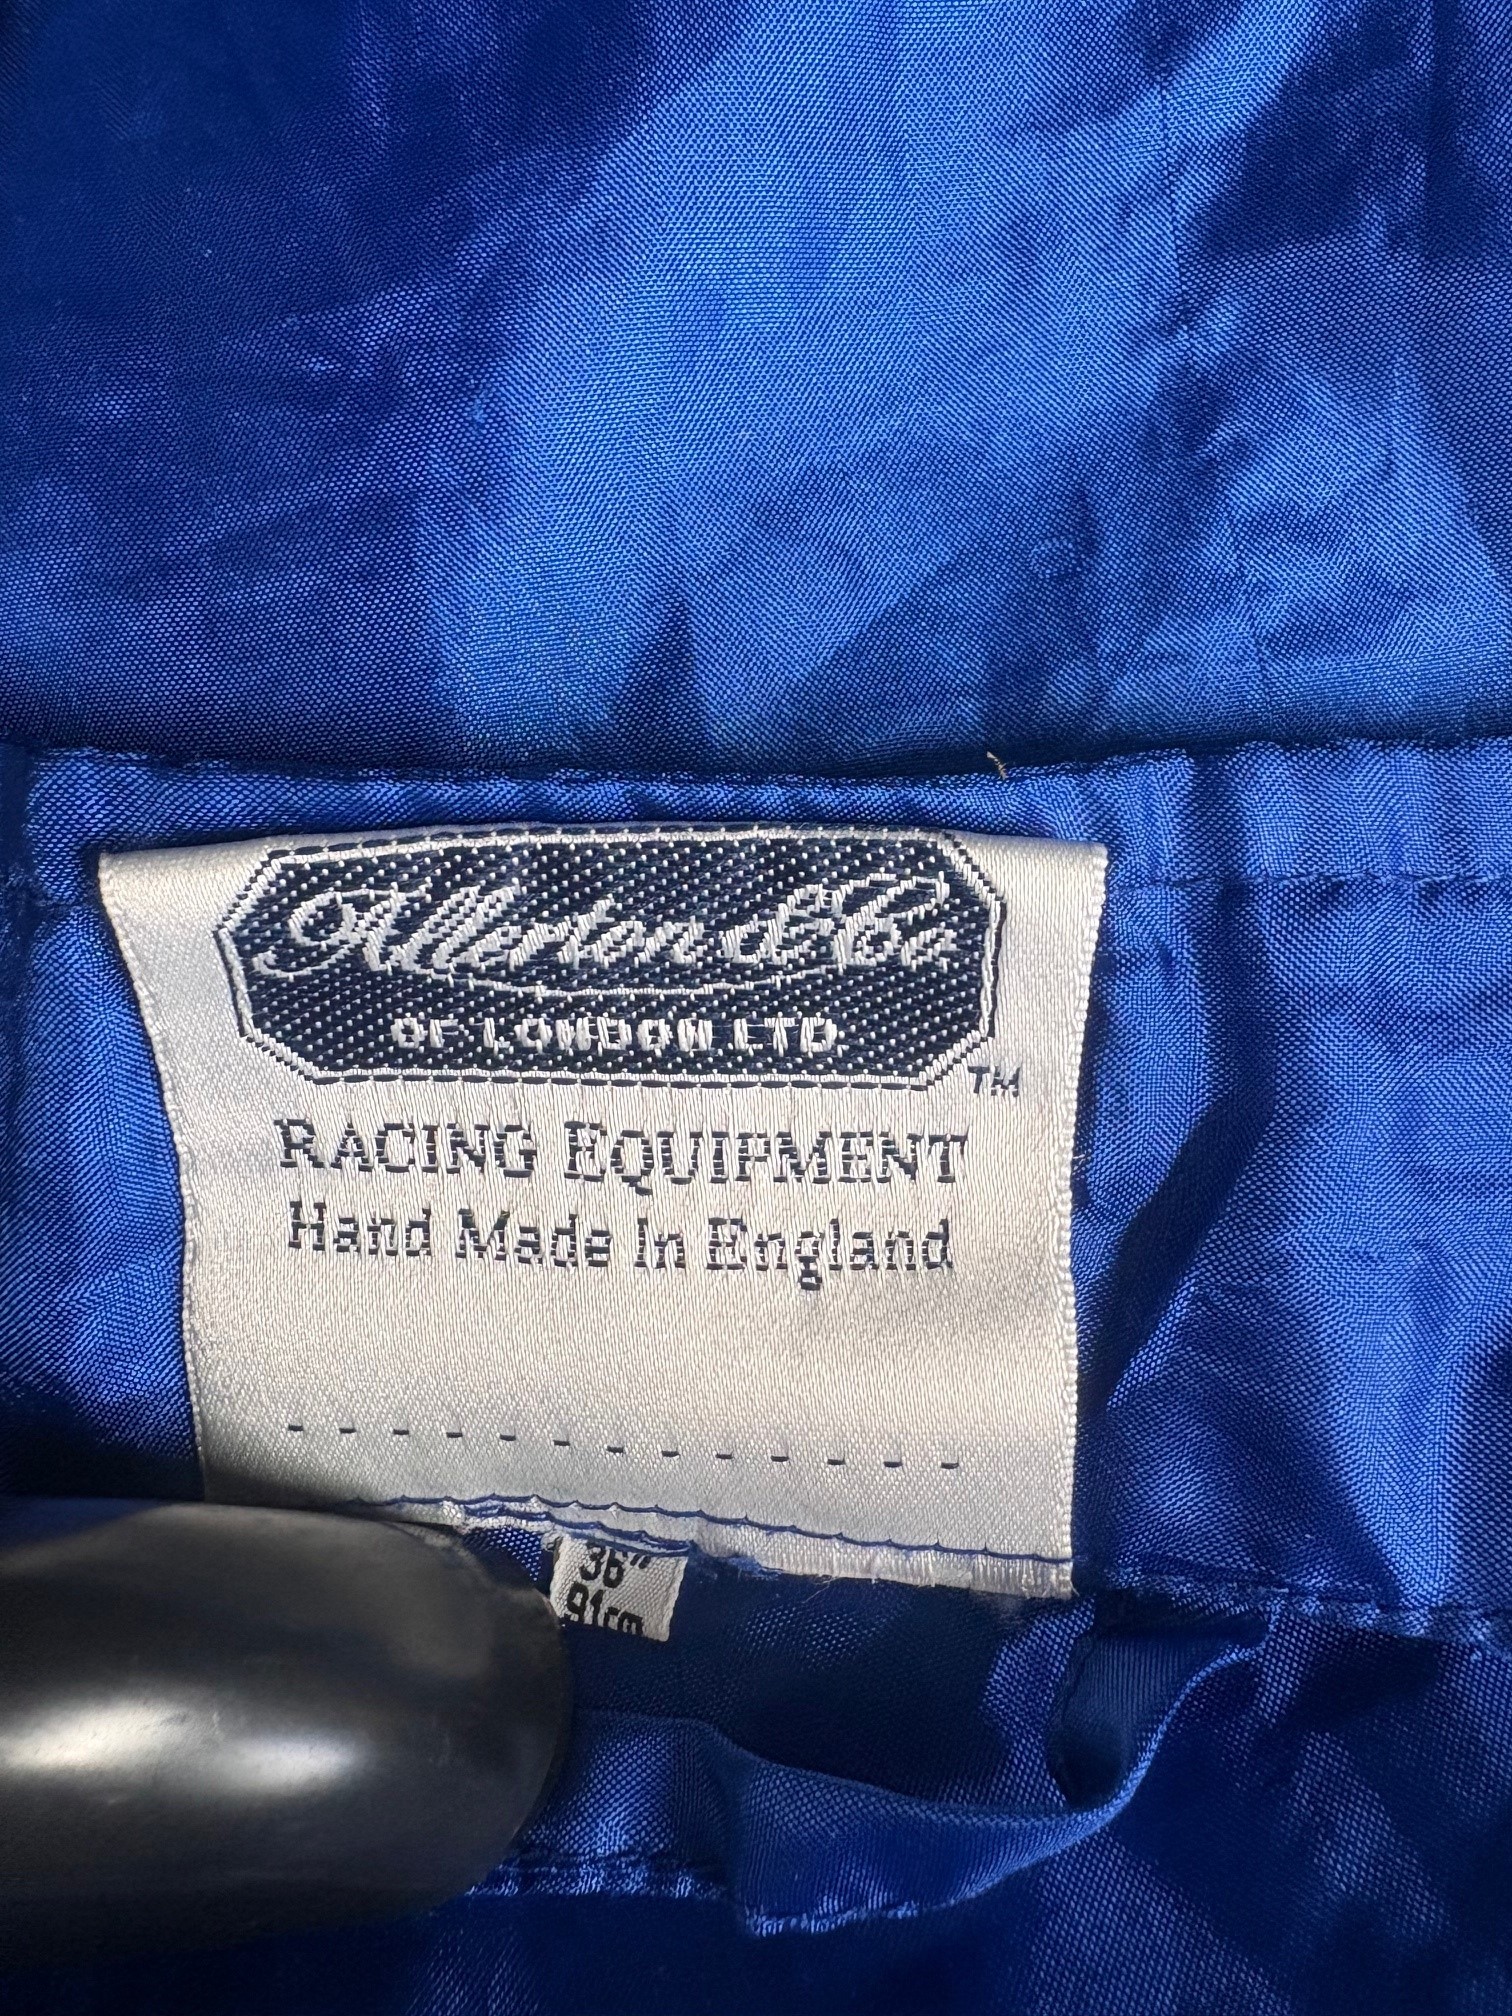 Allerton & Co.
OF LONDON LTD
TM
RACING EQUIPMENT
Hand Made In England
36"
91cm